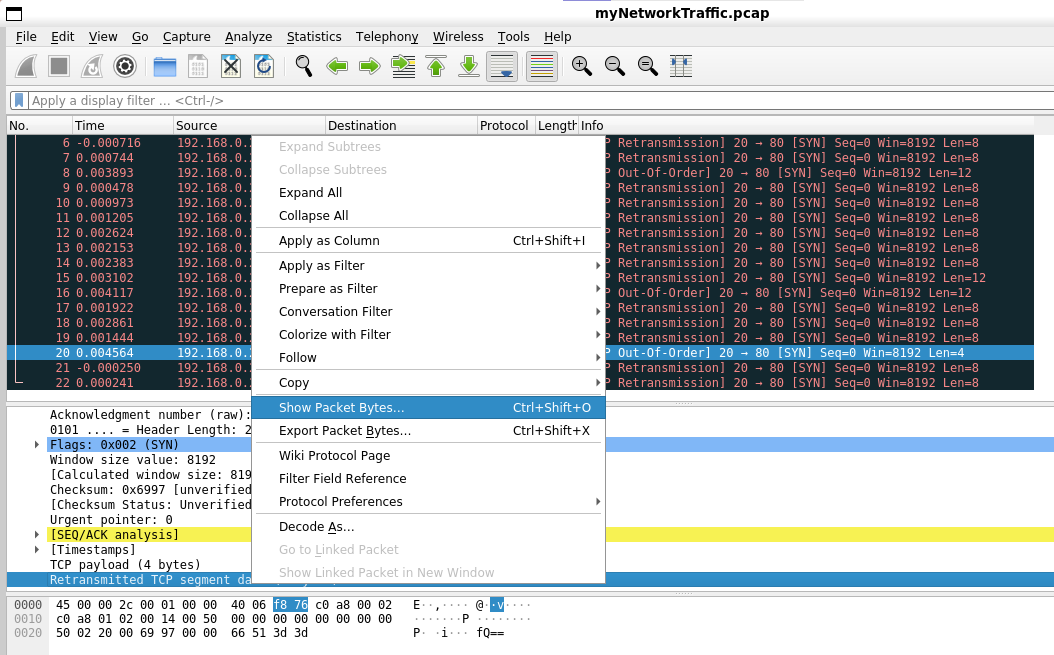 myNetworkTraffic.pcap
File Edit View Go Capture Analyze Statistics Telephony Wireless Tools Help
Apply a display filter … <Ctrl-/>
No. Time Source Destination Protocol Length Info
6 -0.000716 192.168.0. P Retransmission] 20 → 80 [SYN] Seq=0 Win=8192 Len=8
7 0.000744 192.168.0. P Retransmission] 20 → 80 [SYN] Seq=0 Win=8192 Len=8
8 0.003893 192.168.0. P Out-Of-Order] 20 → 80 [SYN] Seq=0 Win=8192 Len=12
9 0.000478 192.168.0. P Retransmission] 20 → 80 [SYN] Seq=0 Win=8192 Len=8
10 0.000973 192.168.0. P Retransmission] 20 → 80 [SYN] Seq=0 Win=8192 Len=8
11 0.001205 192.168.0. P Retransmission] 20 → 80 [SYN] Seq=0 Win=8192 Len=8
12 0.002624 192.168.0. P Retransmission] 20 → 80 [SYN] Seq=0 Win=8192 Len=8
13 0.002153 192.168.0. P Retransmission] 20 → 80 [SYN] Seq=0 Win=8192 Len=8
14 0.002383 192.168.0. P Retransmission] 20 → 80 [SYN] Seq=0 Win=8192 Len=8
15 0.003102 192.168.0. P Retransmission] 20 → 80 [SYN] Seq=0 Win=8192 Len=12
16 0.004117 192.168.0. P Out-Of-Order] 20 → 80 [SYN] Seq=0 Win=8192 Len=12
17 0.001922 192.168.0. P Retransmission] 20 → 80 [SYN] Seq=0 Win=8192 Len=8
18 0.002861 192.168.0. P Retransmission] 20 → 80 [SYN] Seq=0 Win=8192 Len=8
19 0.001444 192.168.0. P Retransmission] 20 → 80 [SYN] Seq=0 Win=8192 Len=8
20 0.004564 192.168.0. P Out-Of-Order] 20 → 80 [SYN] Seq=0 Win=8192 Len=4
21 -0.000250 192.168.0. P Retransmission] 20 → 80 [SYN] Seq=0 Win=8192 Len=8
22 0.000241 192.168.0. P Retransmission] 20 → 80 [SYN] Seq=0 Win=8192 Len=8
Expand Subtrees
Collapse Subtrees
Expand All
Collapse All
Apply as Column Ctrl+Shift+I
Apply as Filter
Prepare as Filter
Conversation Filter
Colorize with Filter
Follow
Copy
Show Packet Bytes… Ctrl+Shift+O
Export Packet Bytes… Ctrl+Shift+X
Wiki Protocol Page
Filter Field Reference
Protocol Preferences
Decode As…
Go to Linked Packet
Show Linked Packet in New Window
Acknowledgment number (raw):
0101 .... = Header Length: 2
Flags: 0x002 (SYN)
Window size value: 8192
[Calculated window size: 819
Checksum: 0x6997 [unverified
[Checksum Status: Unverified
Urgent pointer: 0
[SEQ/ACK analysis]
[Timestamps]
TCP payload (4 bytes)
Retransmitted TCP segment da
0000 45 00 00 2c 00 01 00 00 40 06 f8 76 c0 a8 00 02 E··,···· @··v····
0010 c0 a8 01 02 00 14 00 50 00 00 00 00 00 00 00 00 ·······P ········
0020 50 02 20 00 69 97 00 00 66 51 3d 3d P· ·i··· fQ==